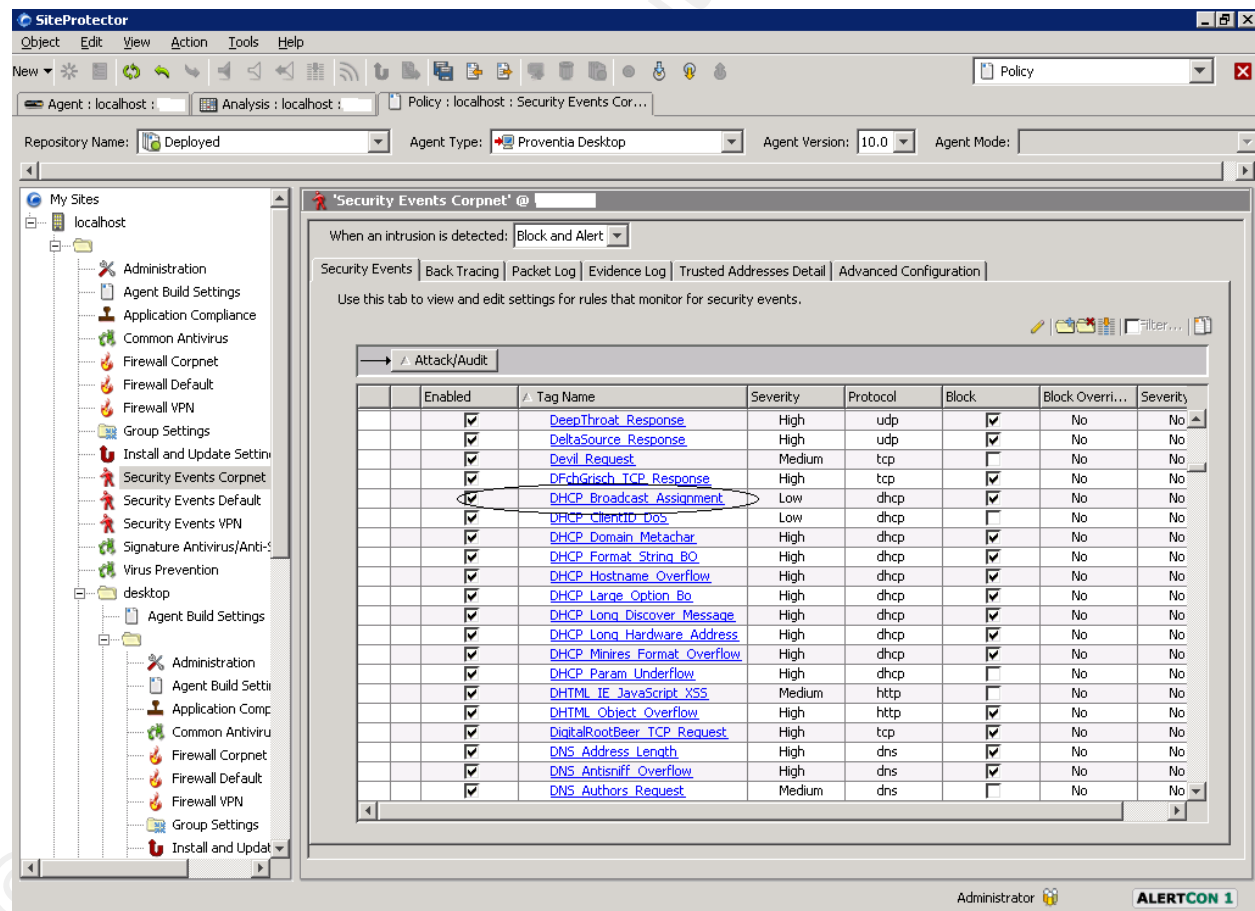 SiteProtector
Object Edit View Action Tools Help
New Policy
Agent : localhost : Analysis : localhost : Policy : localhost : Security Events Cor...
Repository Name: Deployed Agent Type: Proventia Desktop Agent Version: 10.0 Agent Mode:
My Sites
localhost
Administration
Agent Build Settings
Application Compliance
Common Antivirus
Firewall Corpnet
Firewall Default
Firewall VPN
Group Settings
Install and Update Settin
Security Events Corpnet
Security Events Default
Security Events VPN
Signature Antivirus/Anti-S
Virus Prevention
desktop
Agent Build Settings
Administration
Agent Build Settin
Application Comp
Common Antiviru
Firewall Corpnet
Firewall Default
Firewall VPN
Group Settings
Install and Updat
'Security Events Corpnet' @
When an intrusion is detected: Block and Alert
Security Events Back Tracing Packet Log Evidence Log Trusted Addresses Detail Advanced Configuration
Use this tab to view and edit settings for rules that monitor for security events.
Filter...
Attack/Audit
Enabled Tag Name Severity Protocol Block Block Overri... Severity
DeepThroat_Response High udp No No
DeltaSource_Response High udp No No
Devil_Request Medium tcp No No
DFchGrisch_TCP_Response High tcp No No
DHCP_Broadcast_Assignment Low dhcp No No
DHCP_ClientID_DoS Low dhcp No No
DHCP_Domain_Metachar High dhcp No No
DHCP_Format_String_BO High dhcp No No
DHCP_Hostname_Overflow High dhcp No No
DHCP_Large_Option_Bo High dhcp No No
DHCP_Long_Discover_Message High dhcp No No
DHCP_Long_Hardware_Address High dhcp No No
DHCP_Minires_Format_Overflow High dhcp No No
DHCP_Param_Underflow High dhcp No No
DHTML_IE_JavaScript_XSS Medium http No No
DHTML_Object_Overflow High http No No
DigitalRootBeer_TCP_Request High tcp No No
DNS_Address_Length High dns No No
DNS_Antisniff_Overflow High dns No No
DNS_Authors_Request Medium dns No No
Administrator ALERTCON 1